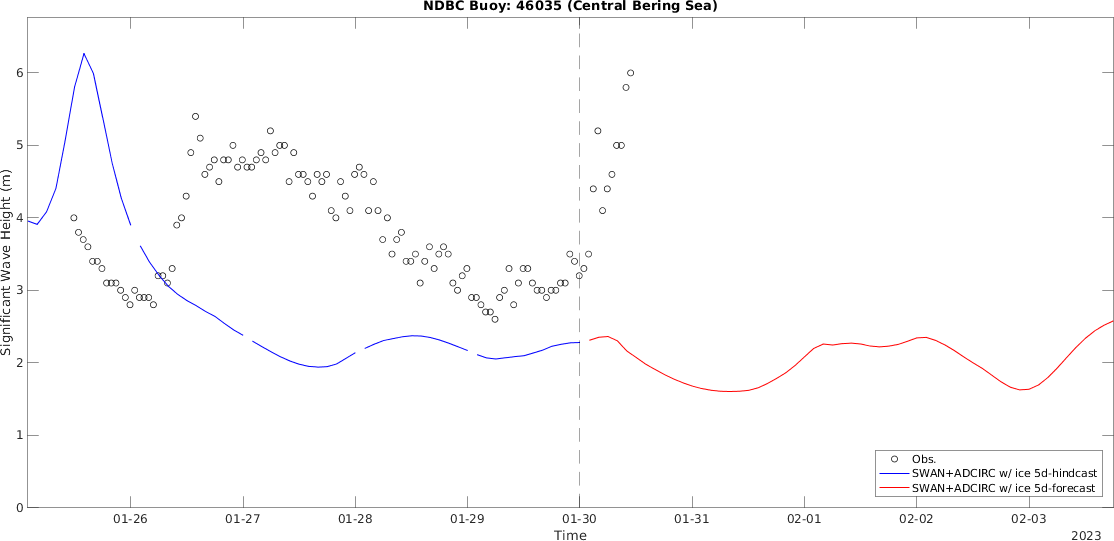 NDBC Buoy: 46035 (Central Bering Sea)
Significant Wave Height (m)
6
5
4
3
2
1
0
Obs.
SWAN+ADCIRC w/ ice 5d-hindcast
SWAN+ADCIRC w/ ice 5d-forecast
01-26 01-27 01-28 01-29 01-30 01-31 02-01 02-02 02-03
Time
2023